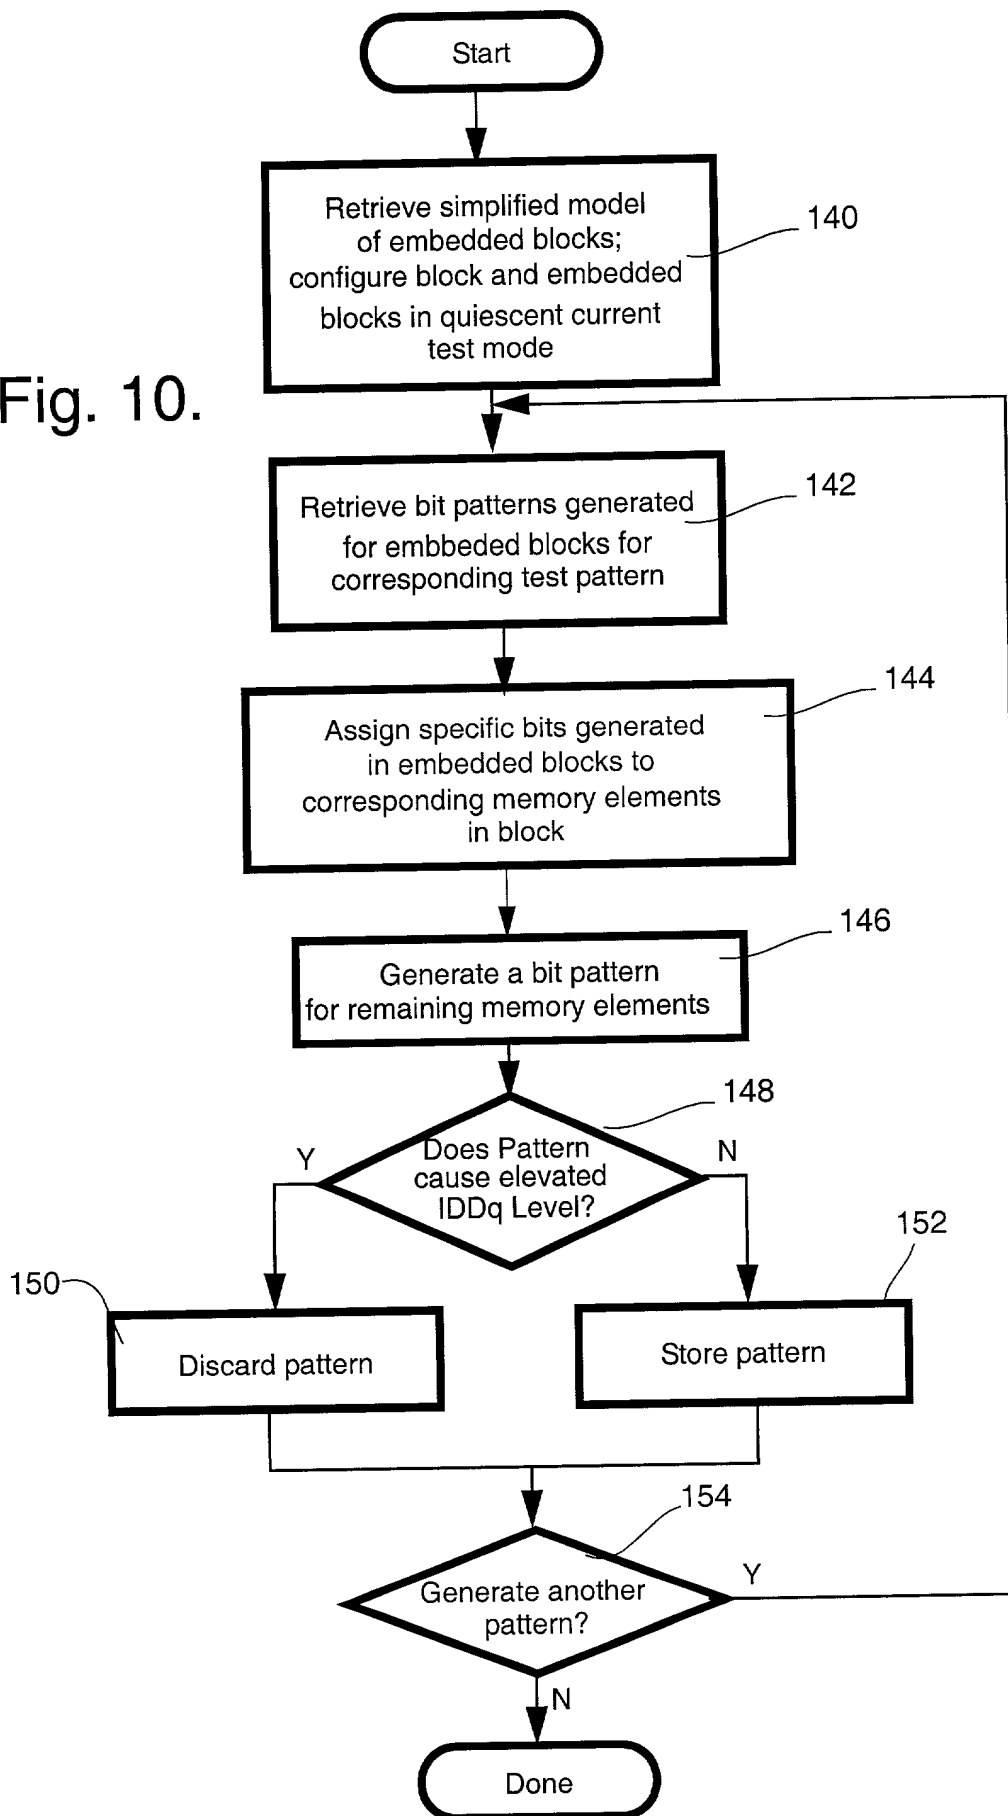 Start
Retrieve simplified model
of embedded blocks;
configure block and embedded
blocks in quiescent current
test mode
140
Fig. 10.
Retrieve bit patterns generated
for embbeded blocks for
corresponding test pattern
142
Assign specific bits generated
in embedded blocks to
corresponding memory elements
in block
144
Generate a bit pattern
for remaining memory elements
146
Does Pattern
cause elevated
IDDq Level?
148
Y
N
150
Discard pattern
152
Store pattern
154
Generate another
pattern?
Y
N
Done